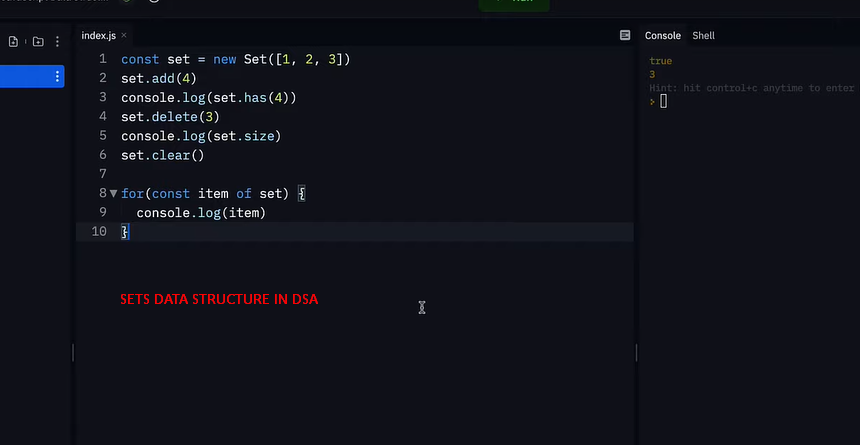 index.js ×
Console Shell
1 const set = new Set([1, 2, 3])
2 set.add(4)
3 console.log(set.has(4))
4 set.delete(3)
5 console.log(set.size)
6 set.clear()
7
8 for(const item of set) {
9 console.log(item)
10 }
true
3
Hint: hit control+c anytime to enter
SETS DATA STRUCTURE IN DSA